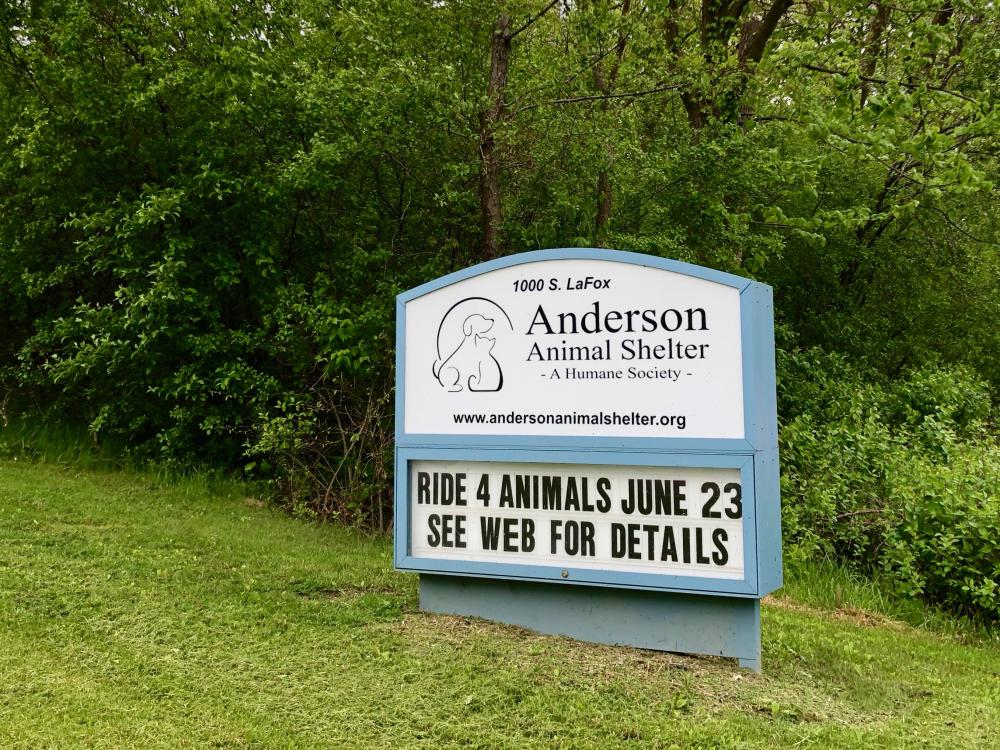 1000 S. LaFox
Anderson
Animal Shelter
- A Humane Society -
www.andersonanimalshelter.org
RIDE 4 ANIMALS JUNE 23
SEE WEB FOR DETAILS